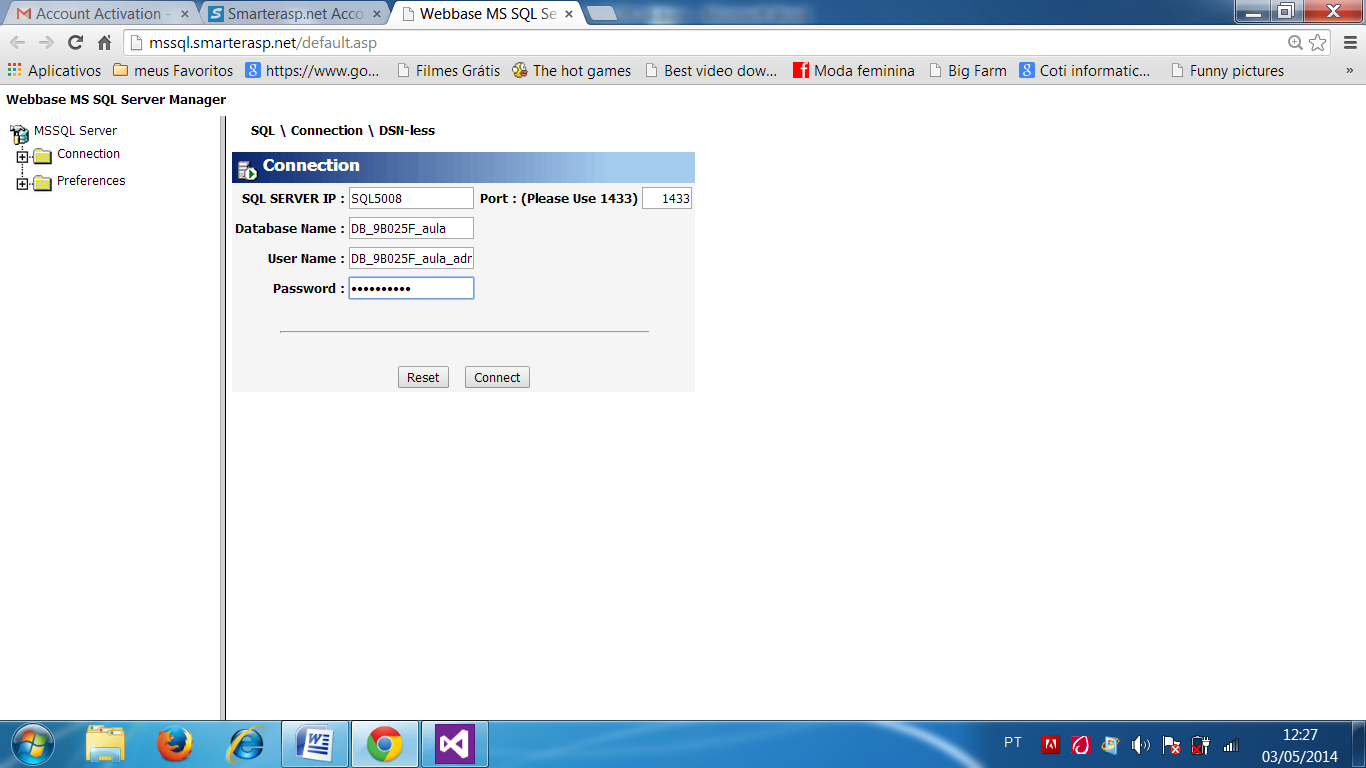 Account Activation -
Smarterasp.net Acco
Webbase MS SQL Se
mssql.smarterasp.net/default.asp
Aplicativos
meus Favoritos
https://www.go...
Filmes Grátis
The hot games
Best video dow...
Moda feminina
Big Farm
Coti informatic...
Funny pictures
»
Webbase MS SQL Server Manager
MSSQL Server
Connection
Preferences
SQL \ Connection \ DSN-less
Connection
SQL SERVER IP : SQL5008 Port : (Please Use 1433) 1433
Database Name : DB_9B025F_aula
User Name : DB_9B025F_aula_adr
Password : ••••••••••
Reset Connect
PT
12:27
03/05/2014